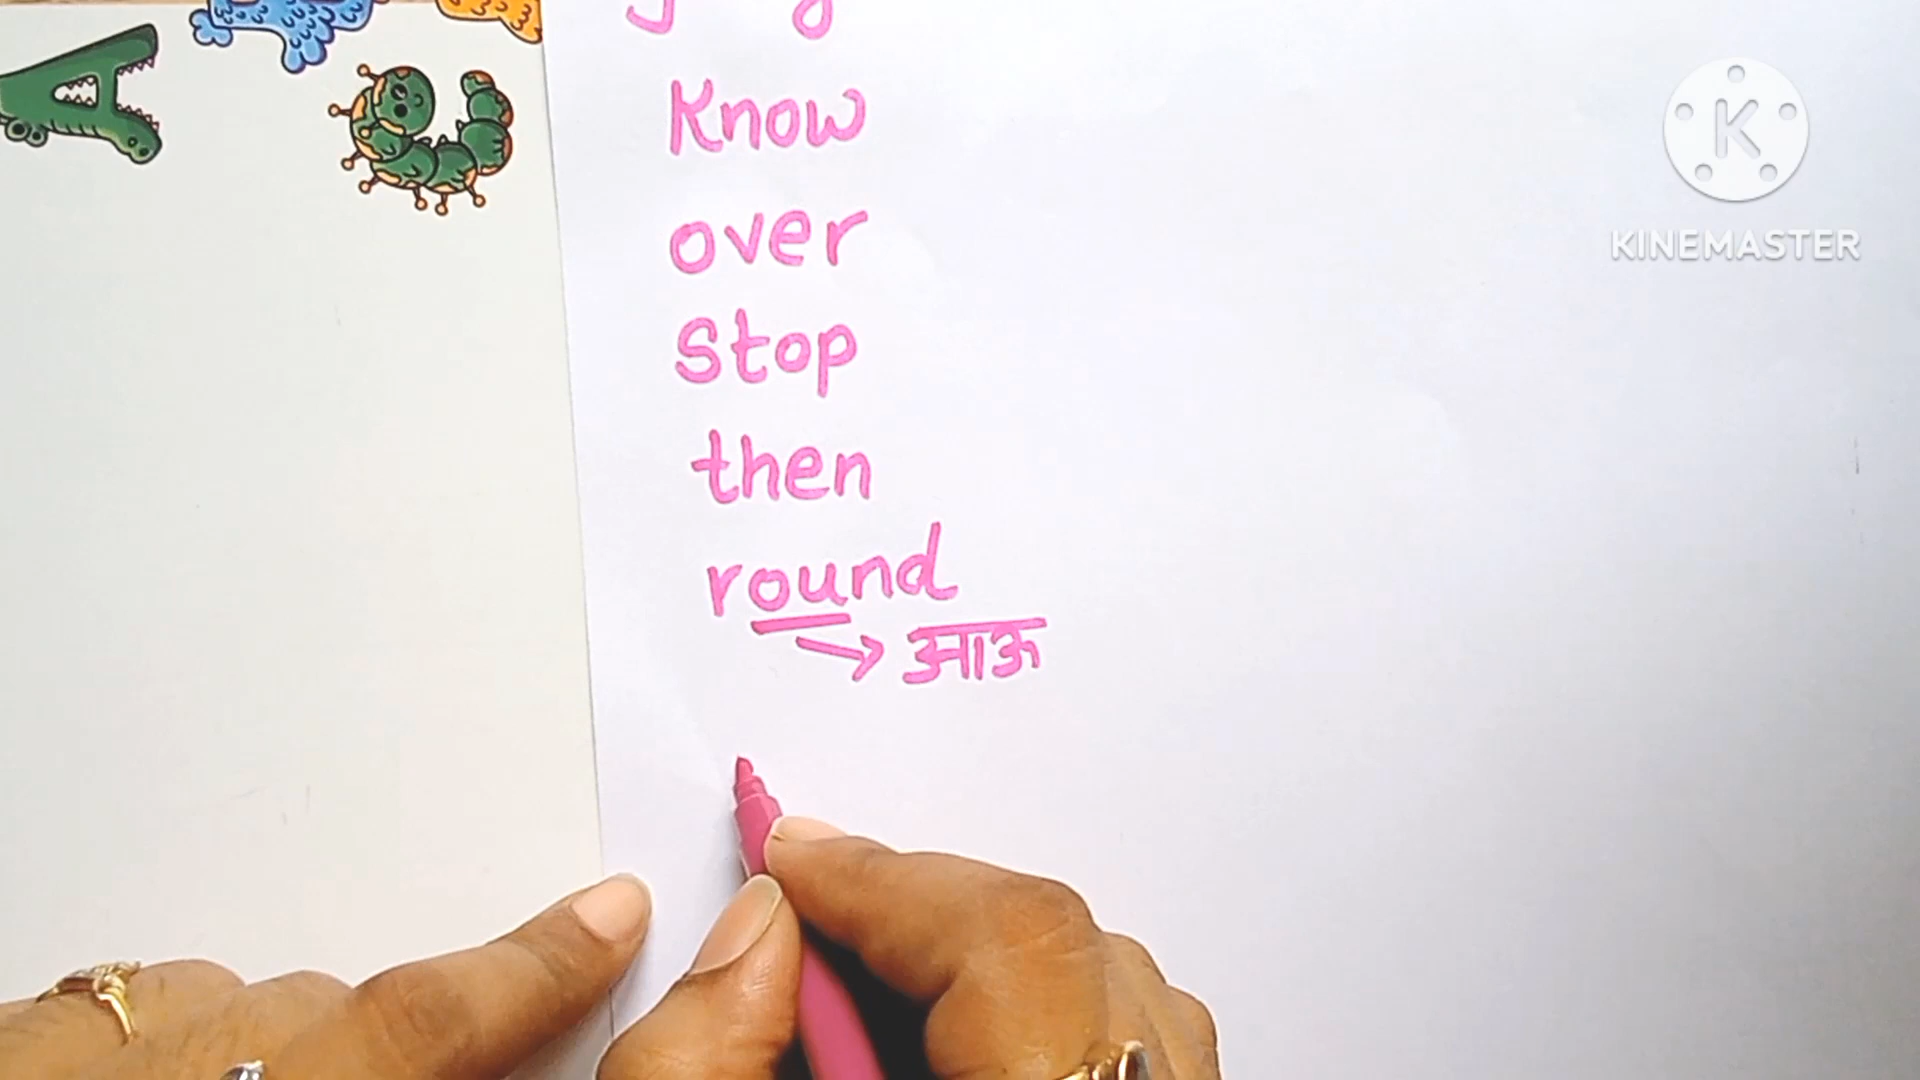 Know
over
Stop
then
round
→ आऊ
K
KINEMASTER